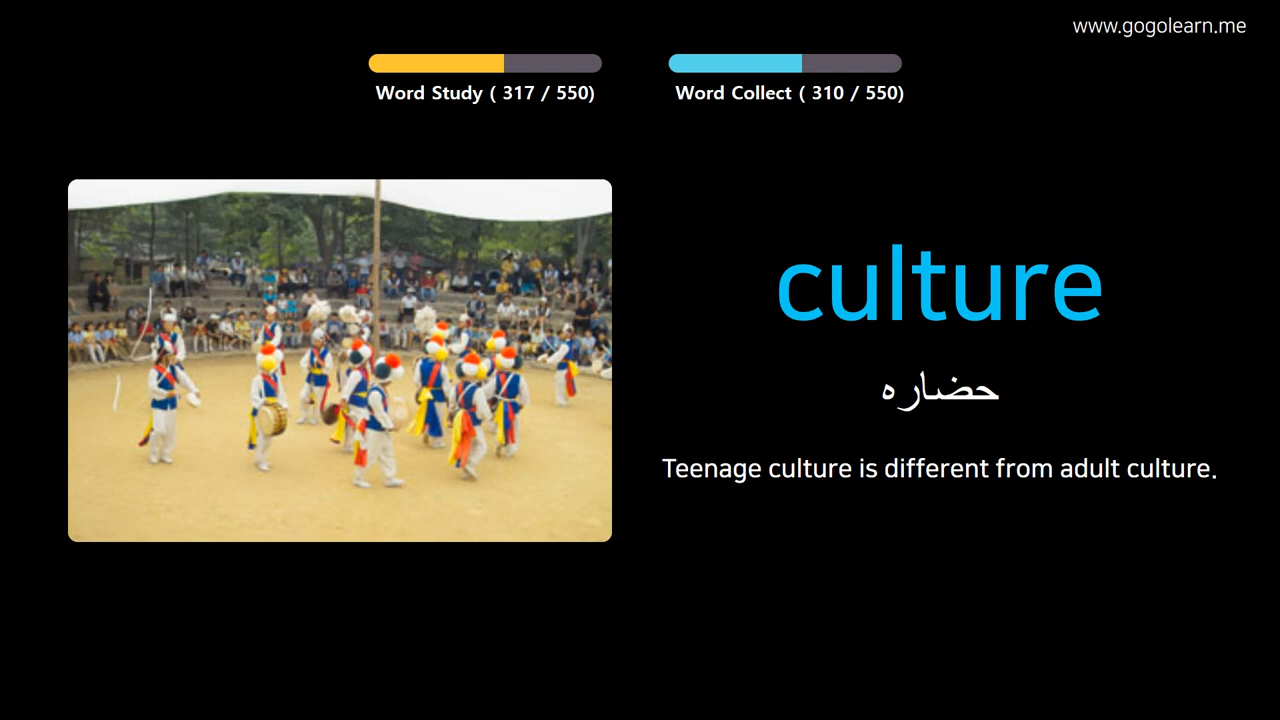 www.gogolearn.me
Word Study ( 317 / 550)
Word Collect ( 310 / 550)
culture
حضاره
Teenage culture is different from adult culture.